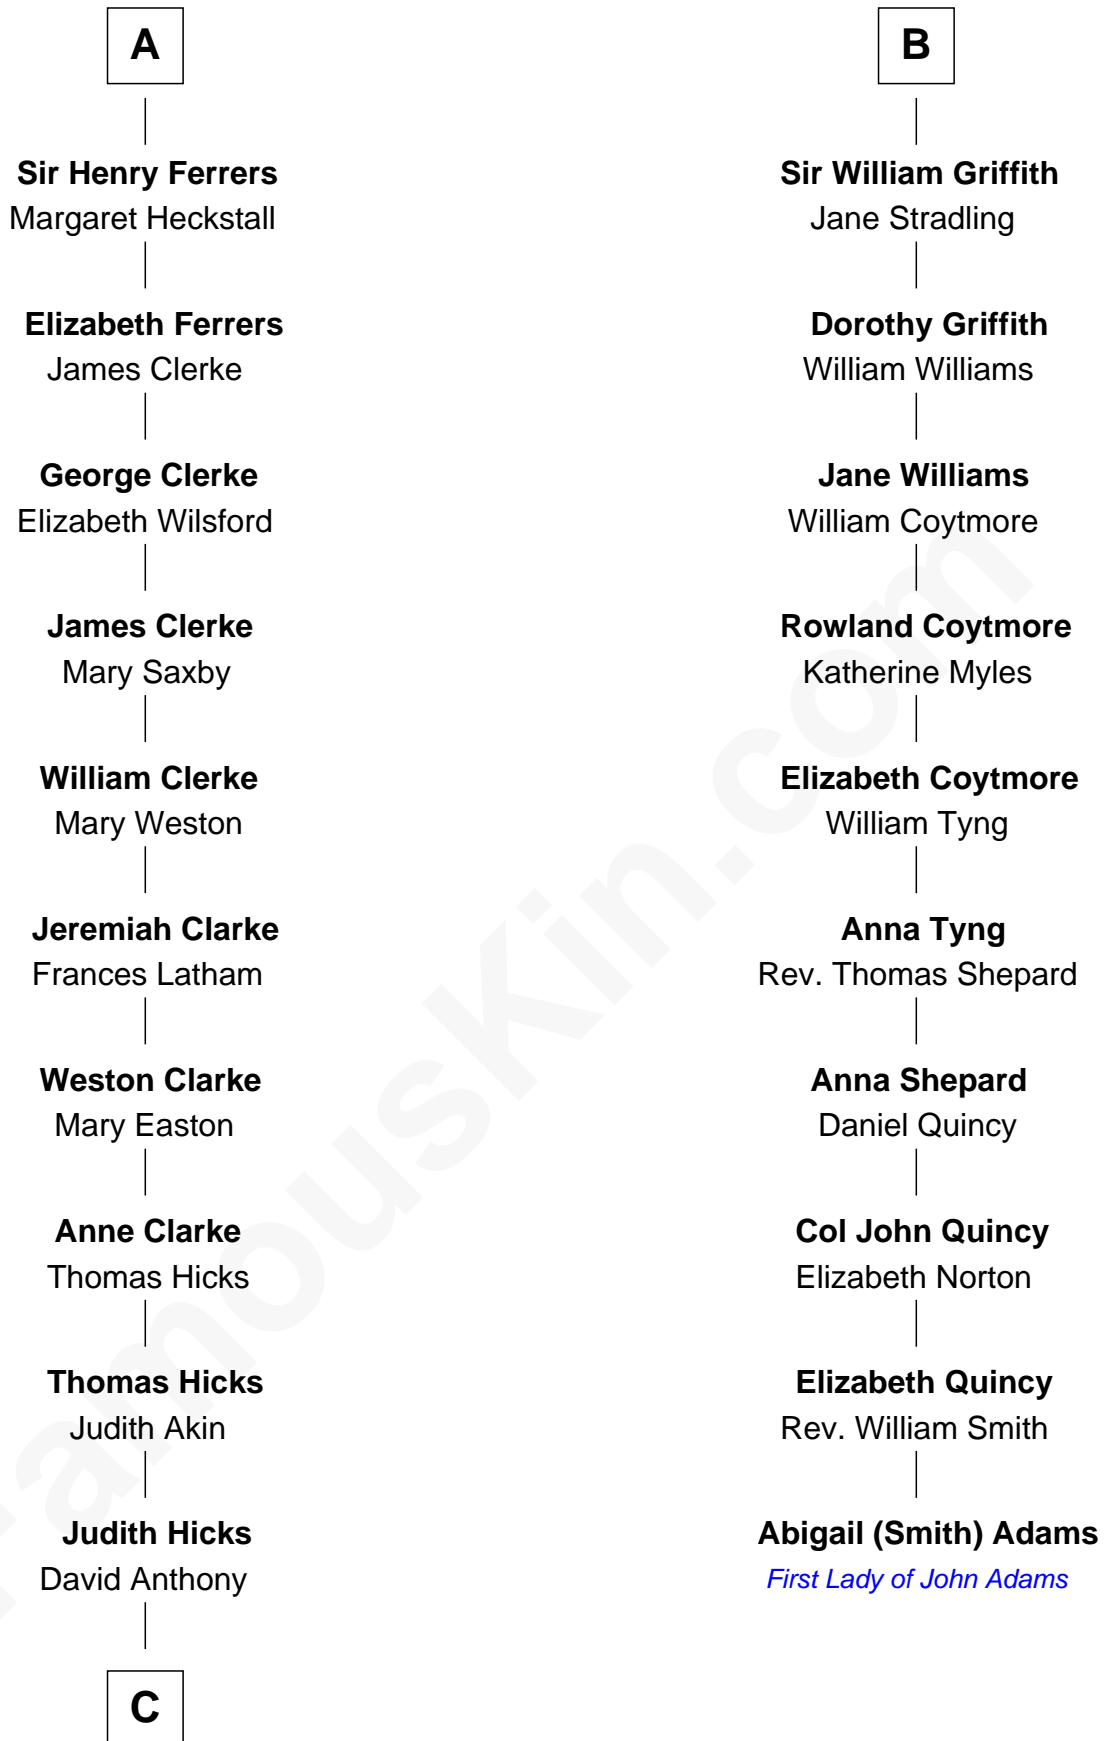 A
Sir Henry Ferrers
Margaret Heckstall
Elizabeth Ferrers
James Clerke
George Clerke
Elizabeth Wilsford
James Clerke
Mary Saxby
William Clerke
Mary Weston
Jeremiah Clarke
Frances Latham
Weston Clarke
Mary Easton
Anne Clarke
Thomas Hicks
Thomas Hicks
Judith Akin
Judith Hicks
David Anthony
C
B
Sir William Griffith
Jane Stradling
Dorothy Griffith
William Williams
Jane Williams
William Coytmore
Rowland Coytmore
Katherine Myles
Elizabeth Coytmore
William Tyng
Anna Tyng
Rev. Thomas Shepard
Anna Shepard
Daniel Quincy
Col John Quincy
Elizabeth Norton
Elizabeth Quincy
Rev. William Smith
Abigail (Smith) Adams
First Lady of John Adams
FamousKin.com